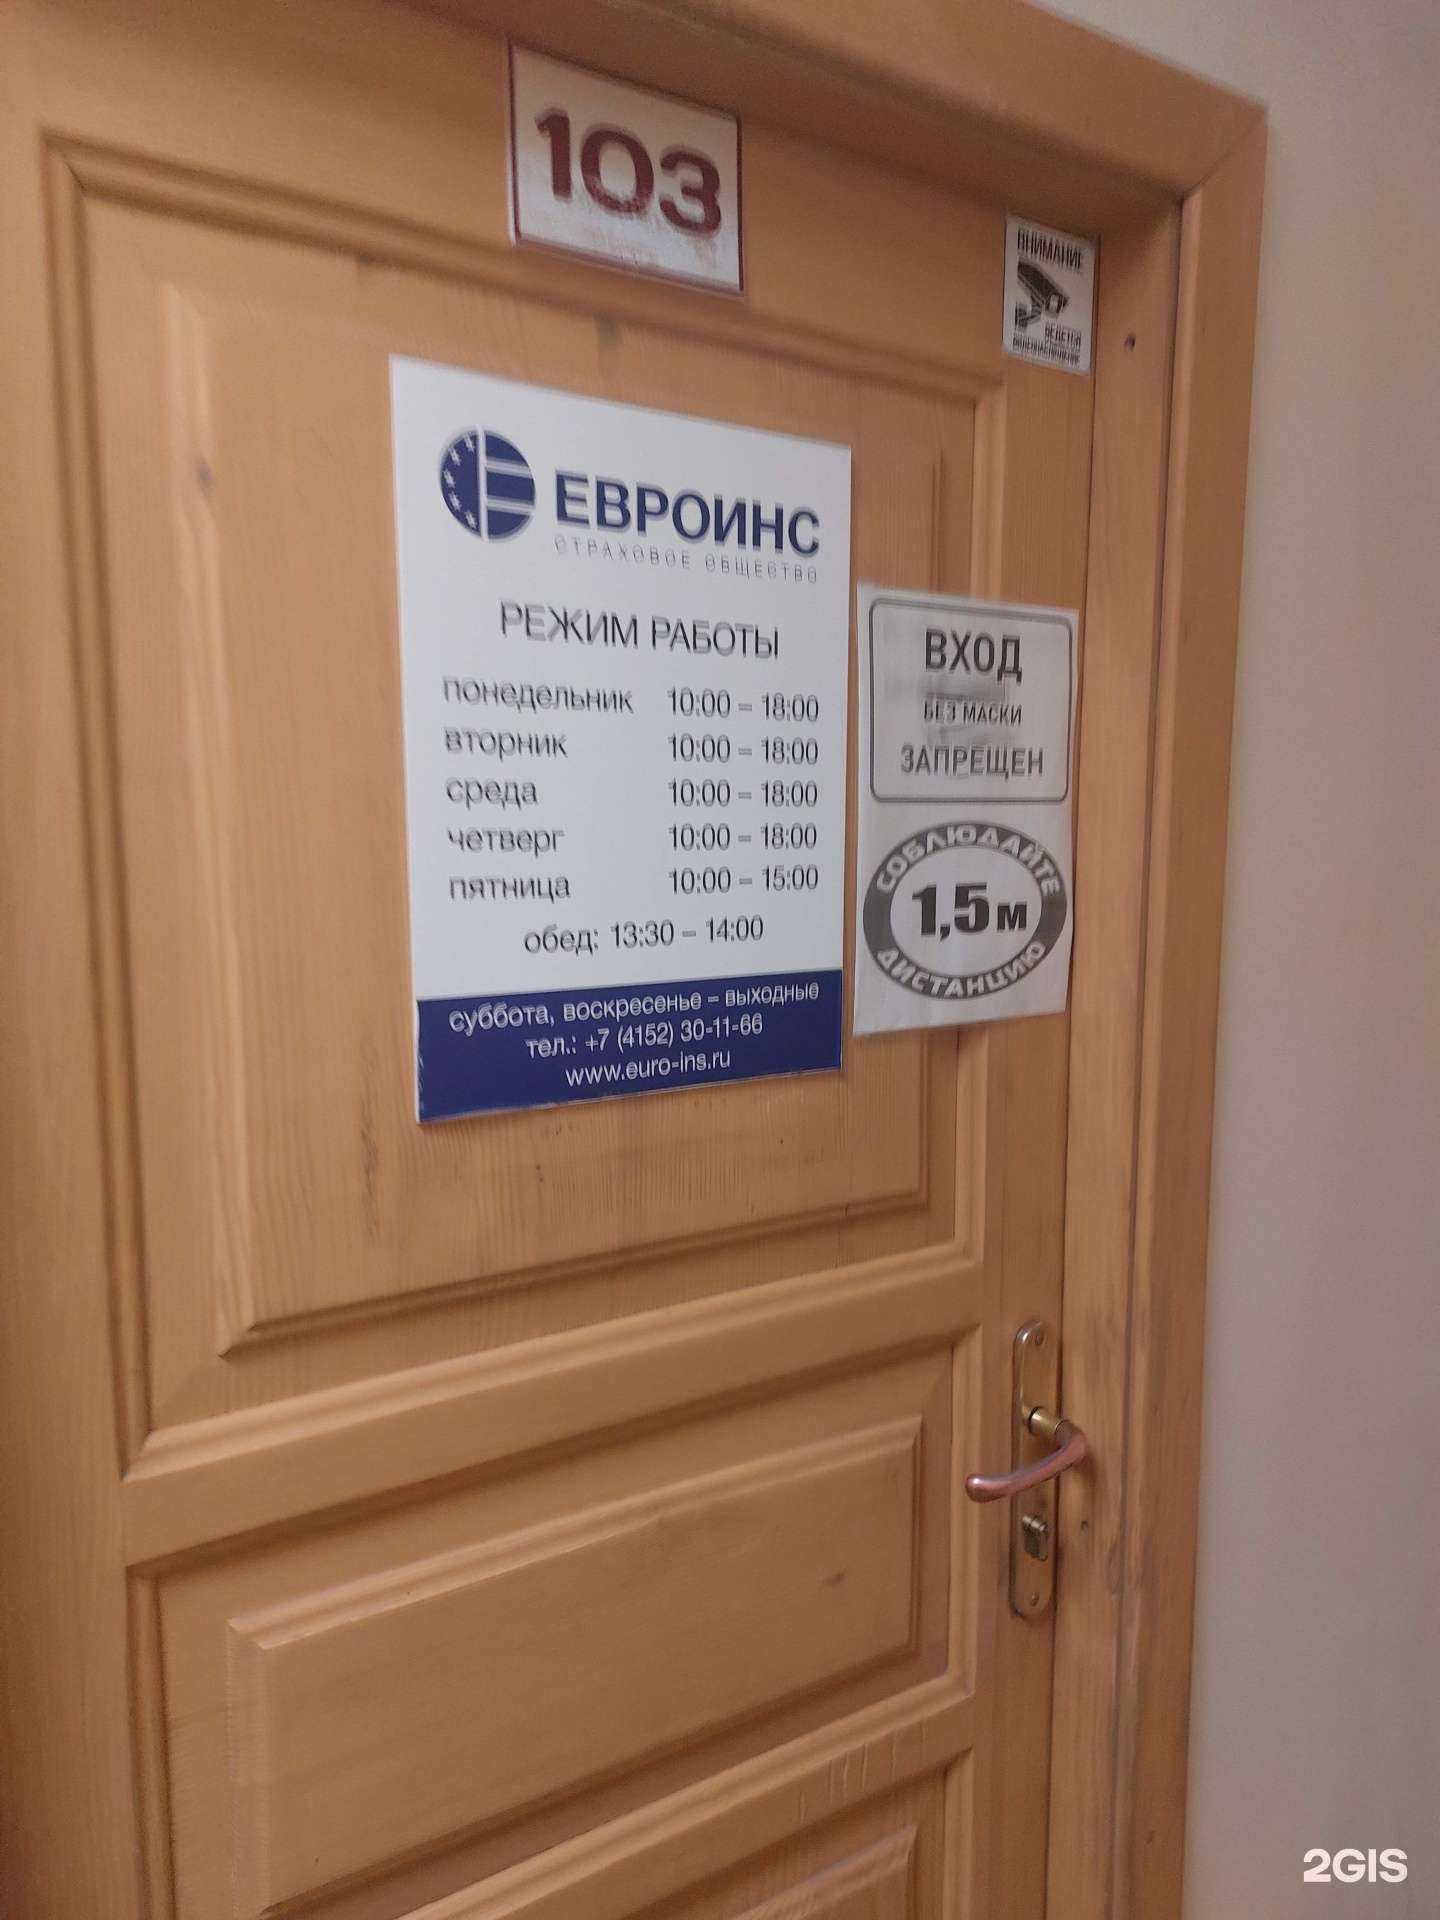 103
ВНИМАНИЕ
ВЕДЕТСЯ
ВИДЕОНАБЛЮДЕНИЕ
ЕВРОИНС
СТРАХОВОЕ ОБЩЕСТВО
РЕЖИМ РАБОТЫ
понедельник 10:00 – 18:00
вторник 10:00 – 18:00
среда 10:00 – 18:00
четверг 10:00 – 18:00
пятница 10:00 – 15:00
обед: 13:30 – 14:00
суббота, воскресенье – выходные
тел.: +7 (4152) 30-11-66
www.euro-ins.ru
ВХОД
БЕЗ МАСКИ
ЗАПРЕЩЕН
СОБЛЮДАЙТЕ
1,5 м
ДИСТАНЦИЮ
2GIS